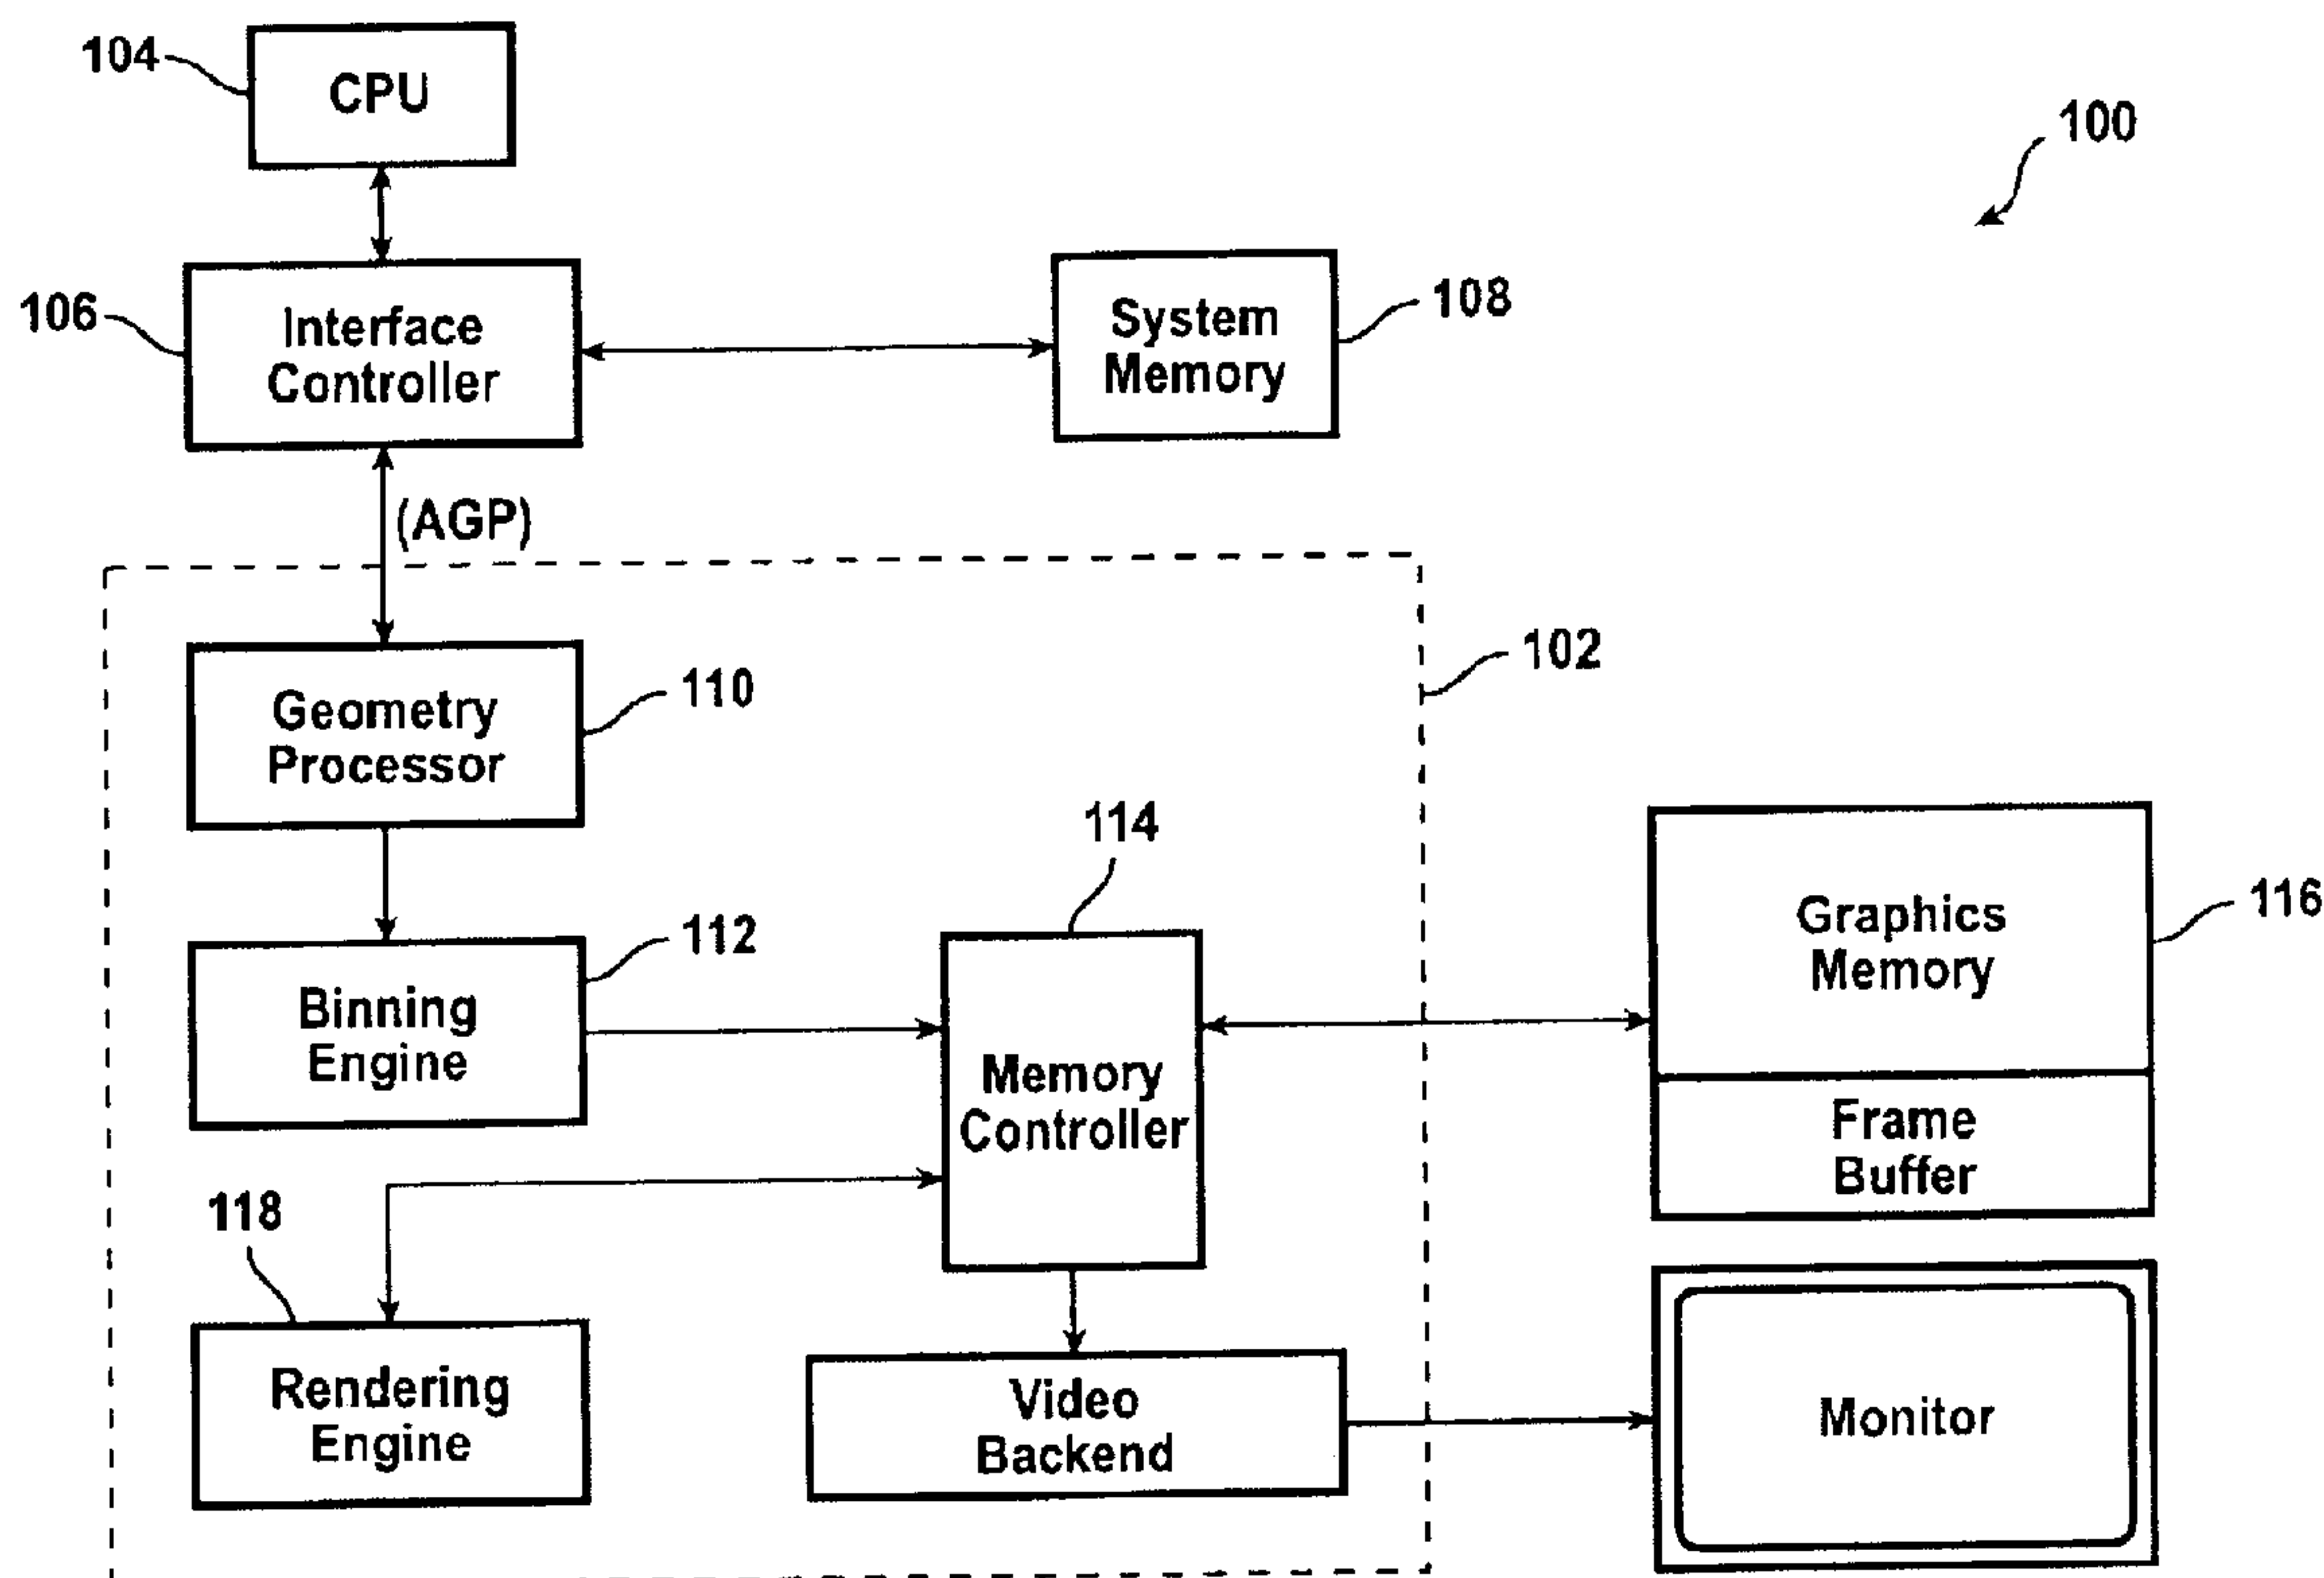 104
CPU
100
106
Interface
Controller
System
Memory
108
(AGP)
102
Geometry
Processor
110
114
Graphics
Memory
116
Binning
Engine
112
Memory
Controller
Frame
Buffer
118
Rendering
Engine
Video
Backend
Monitor